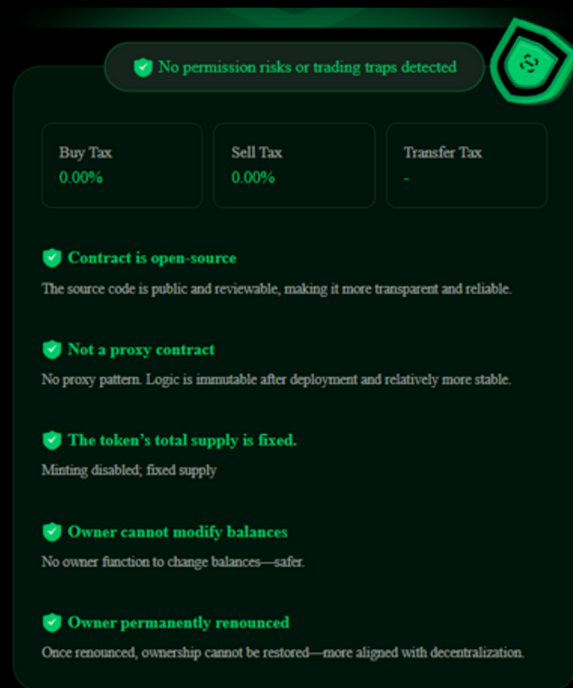 No permission risks or trading traps detected
Buy Tax
Sell Tax
Transfer Tax
0.00%
0.00%
-
Contract is open-source
The source code is public and reviewable, making it more transparent and reliable.
Not a proxy contract
No proxy pattern. Logic is immutable after deployment and relatively more stable.
The token’s total supply is fixed.
Minting disabled; fixed supply
Owner cannot modify balances
No owner function to change balances—safer.
Owner permanently renounced
Once renounced, ownership cannot be restored—more aligned with decentralization.